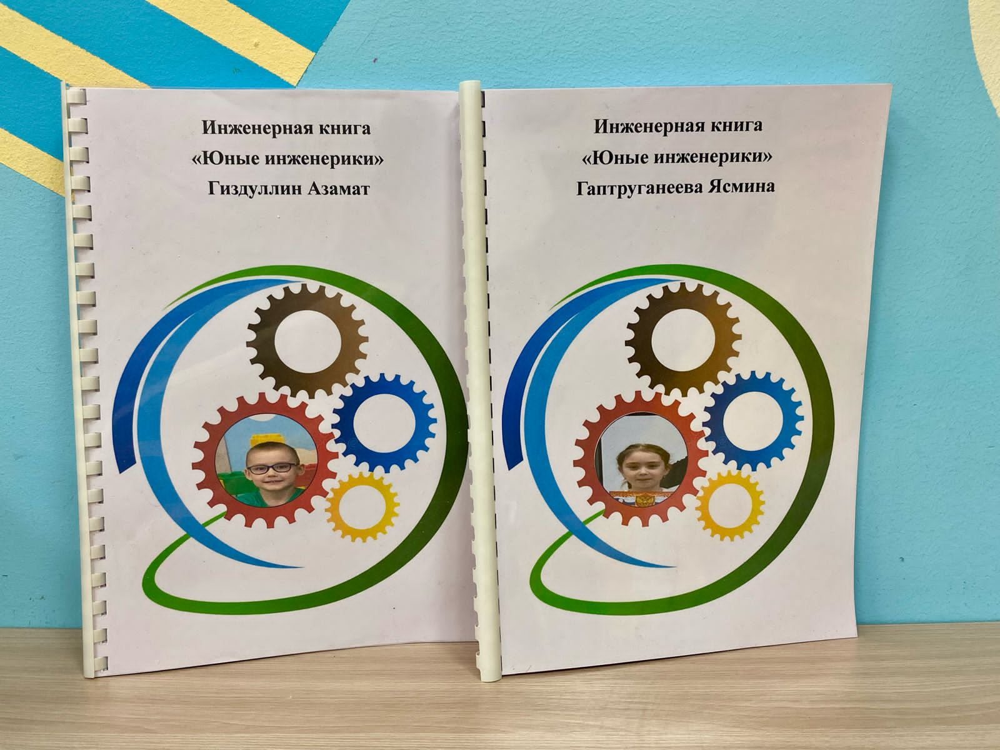 Инженерная книга
«Юные инженерики»
Гиздуллин Азамат
Инженерная книга
«Юные инженерики»
Гаптруганеева Ясмина